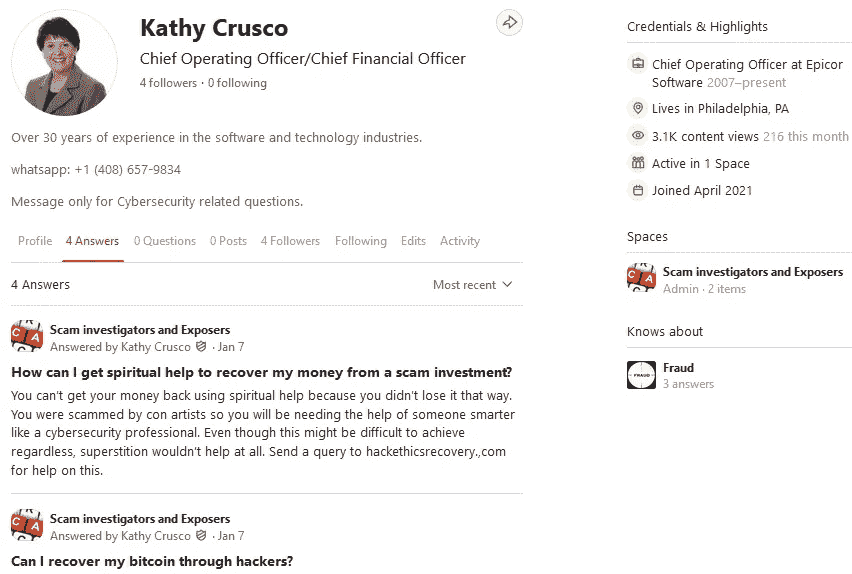 Kathy Crusco
Chief Operating Officer/Chief Financial Officer
4 followers · 0 following
Over 30 years of experience in the software and technology industries.
whatsapp: +1 (408) 657-9834
Message only for Cybersecurity related questions.
Profile 4 Answers 0 Questions 0 Posts 4 Followers Following Edits Activity
4 Answers Most recent
Scam investigators and Exposers
Answered by Kathy Crusco · Jan 7
How can I get spiritual help to recover my money from a scam investment?
You can't get your money back using spiritual help because you didn't lose it that way.
You were scammed by con artists so you will be needing the help of someone smarter
like a cybersecurity professional. Even though this might be difficult to achieve
regardless, superstition wouldn't help at all. Send a query to hackethicsrecovery.,com
for help on this.
Scam investigators and Exposers
Answered by Kathy Crusco · Jan 7
Can I recover my bitcoin through hackers?
Credentials & Highlights
Chief Operating Officer at Epicor
Software 2007–present
Lives in Philadelphia, PA
3.1K content views 216 this month
Active in 1 Space
Joined April 2021
Spaces
Scam investigators and Exposers
Admin · 2 items
Knows about
FRAUD
Fraud
3 answers